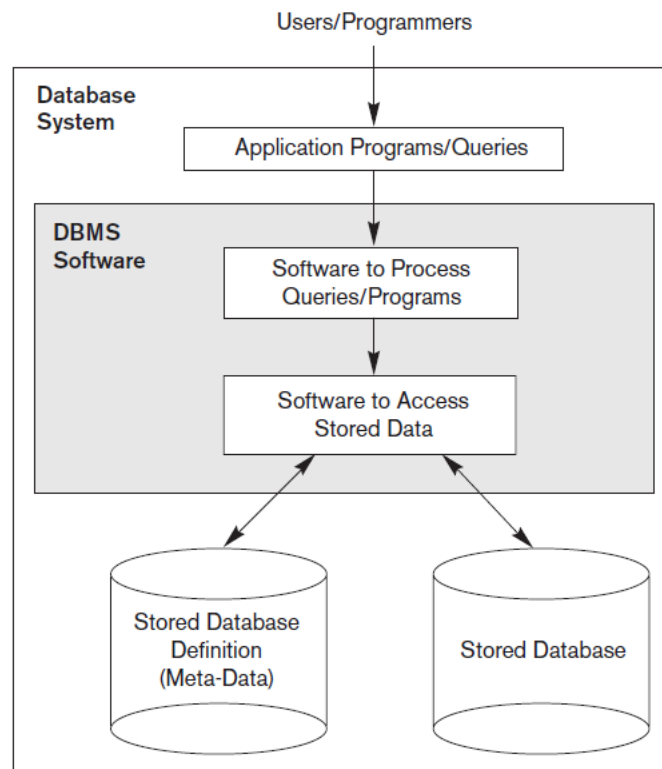 Users/Programmers
Database
System
Application Programs/Queries
DBMS
Software
Software to Process
Queries/Programs
Software to Access
Stored Data
Stored Database
Definition
(Meta-Data)
Stored Database